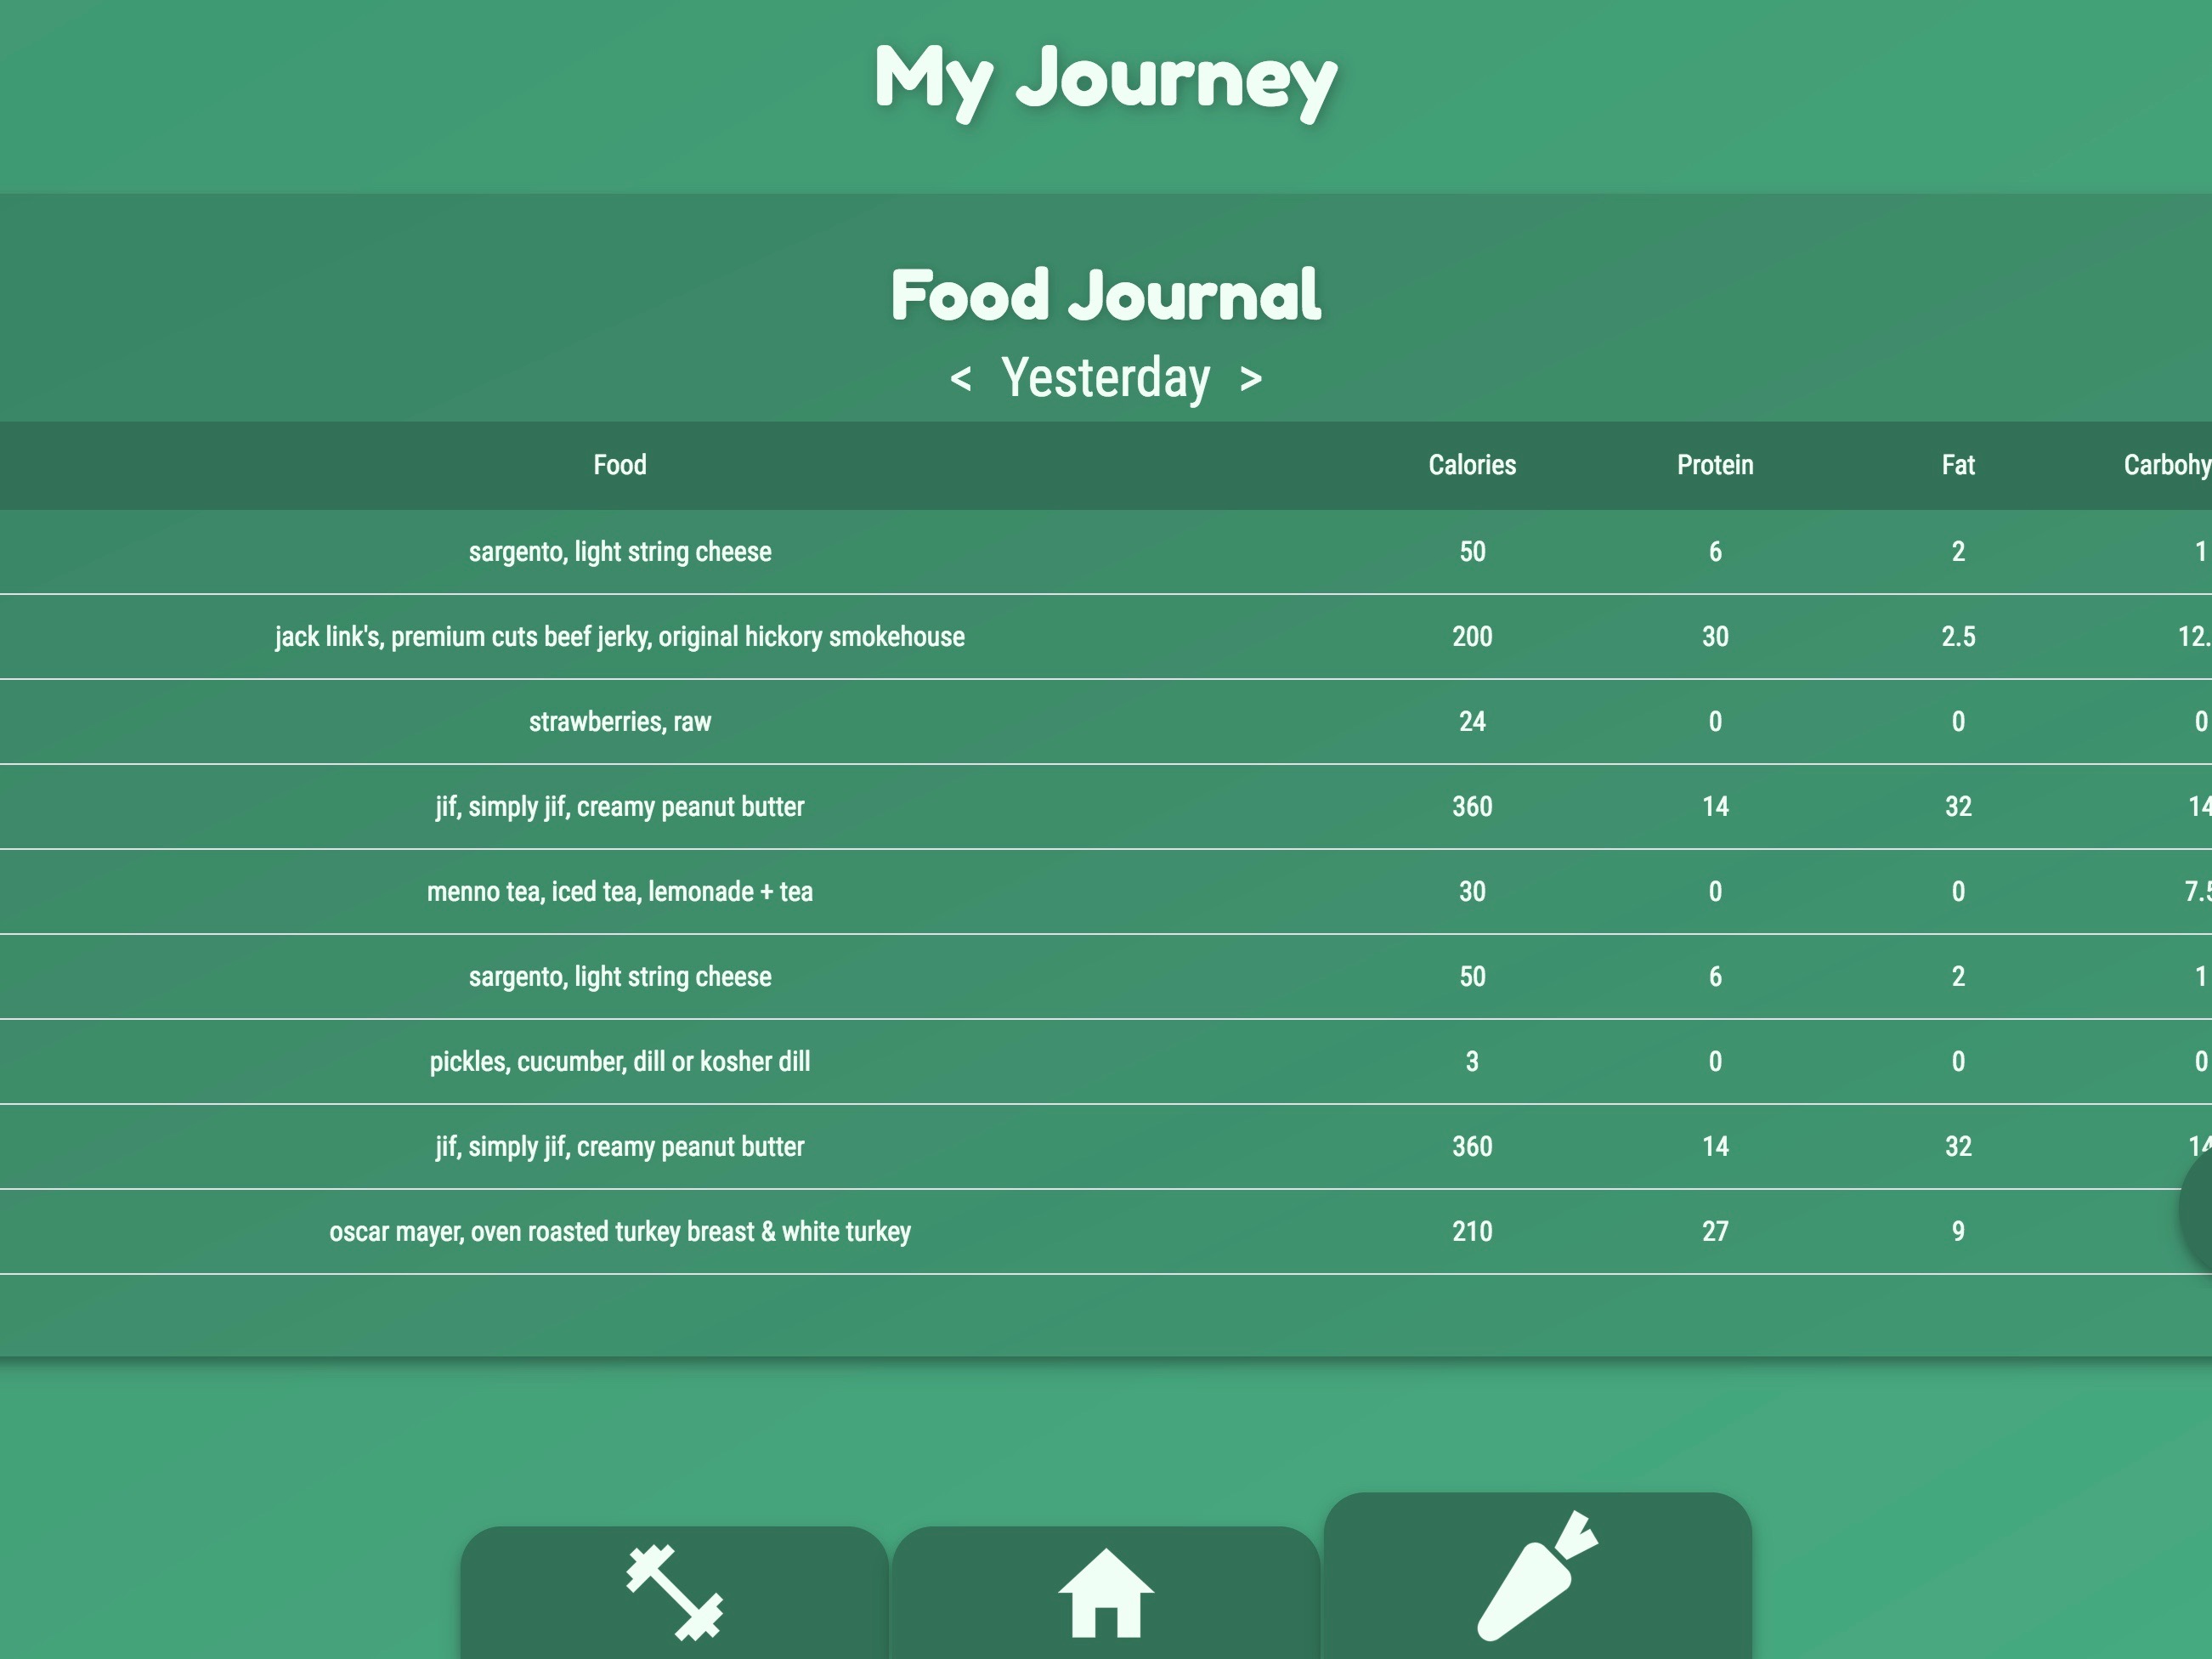 My Journey
Food Journal
< Yesterday >
Food Calories Protein Fat Carbohy
sargento, light string cheese 50 6 2 1
jack link's, premium cuts beef jerky, original hickory smokehouse 200 30 2.5 12.
strawberries, raw 24 0 0 0
jif, simply jif, creamy peanut butter 360 14 32 14
menno tea, iced tea, lemonade + tea 30 0 0 7.5
sargento, light string cheese 50 6 2 1
pickles, cucumber, dill or kosher dill 3 0 0 0
jif, simply jif, creamy peanut butter 360 14 32 14
oscar mayer, oven roasted turkey breast & white turkey 210 27 9